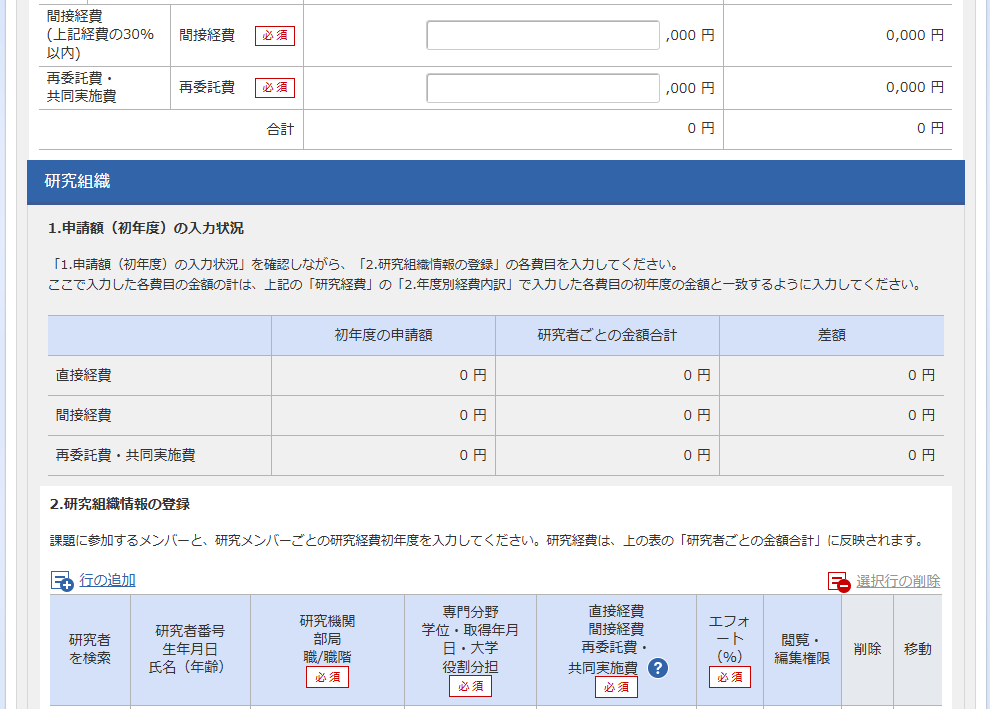 間接経費
(上記経費の30%
以内)
間接経費 必 須 ,000 円 0,000 円
再委託費・
共同実施費
再委託費 必 須 ,000 円 0,000 円
合計 0 円 0 円
研究組織
1.申請額（初年度）の入力状況
「1.申請額（初年度）の入力状況」を確認しながら、「2.研究組織情報の登録」の各費目を入力してください。
ここで入力した各費目の金額の計は、上記の「研究経費」の「2.年度別経費内訳」で入力した各費目の初年度の金額と一致するように入力してください。
初年度の申請額 研究者ごとの金額合計 差額
直接経費 0 円 0 円 0 円
間接経費 0 円 0 円 0 円
再委託費・共同実施費 0 円 0 円 0 円
2.研究組織情報の登録
課題に参加するメンバーと、研究メンバーごとの研究経費初年度を入力してください。研究経費は、上の表の「研究者ごとの金額合計」に反映されます。
行の追加 選択行の削除
研究者
を検索
研究者番号
生年月日
氏名（年齢）
研究機関
部局
職/職階
必 須
専門分野
学位・取得年月
日・大学
役割分担
必 須
直接経費
間接経費
再委託費・
共同実施費 ?
必 須
エフォ
ート
(%)
必 須
閲覧・
編集権限
削除
移動